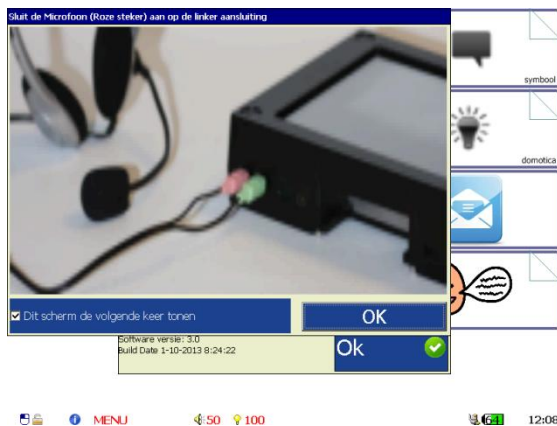 Sluit de Microfoon (Roze steker) aan op de linker aansluiting
symbool
domotica
Dit scherm de volgende keer tonen
OK
Software versie: 3.0
Build Date 1-10-2013 8:24:22
Ok
MENU
50
100
64
12:08